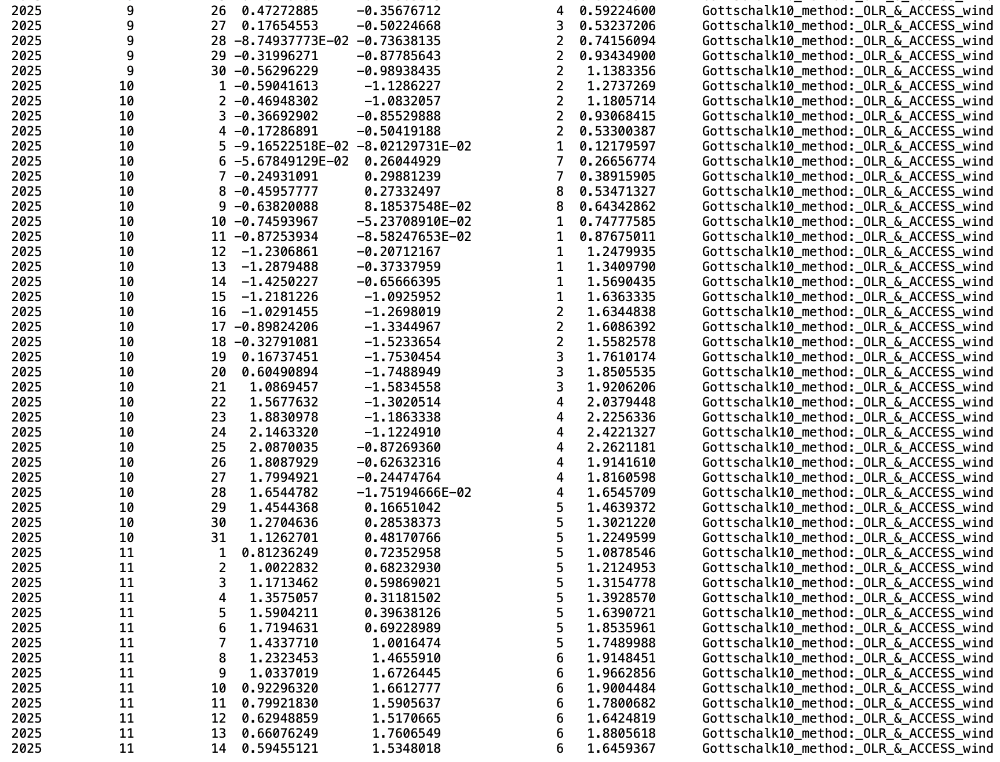 2025 9 26 0.47272885 -0.35676712 4 0.59224600 Gottschalk10_method:_OLR_&_ACCESS_wind
2025 9 27 0.17654553 -0.50224668 3 0.53237206 Gottschalk10_method:_OLR_&_ACCESS_wind
2025 9 28 -8.74937773E-02 -0.73638135 2 0.74156094 Gottschalk10_method:_OLR_&_ACCESS_wind
2025 9 29 -0.31996271 -0.87785643 2 0.93434900 Gottschalk10_method:_OLR_&_ACCESS_wind
2025 9 30 -0.56296229 -0.98938435 2 1.1383356 Gottschalk10_method:_OLR_&_ACCESS_wind
2025 10 1 -0.59041613 -1.1286227 2 1.2737269 Gottschalk10_method:_OLR_&_ACCESS_wind
2025 10 2 -0.46948302 -1.0832057 2 1.1805714 Gottschalk10_method:_OLR_&_ACCESS_wind
2025 10 3 -0.36692902 -0.85529888 2 0.93068415 Gottschalk10_method:_OLR_&_ACCESS_wind
2025 10 4 -0.17286891 -0.50419188 2 0.53300387 Gottschalk10_method:_OLR_&_ACCESS_wind
2025 10 5 -9.16522518E-02 -8.02129731E-02 1 0.12179597 Gottschalk10_method:_OLR_&_ACCESS_wind
2025 10 6 -5.67849129E-02 0.26044929 7 0.26656774 Gottschalk10_method:_OLR_&_ACCESS_wind
2025 10 7 -0.24931091 0.29881239 7 0.38915905 Gottschalk10_method:_OLR_&_ACCESS_wind
2025 10 8 -0.45957777 0.27332497 8 0.53471327 Gottschalk10_method:_OLR_&_ACCESS_wind
2025 10 9 -0.63820088 8.18537548E-02 8 0.64342862 Gottschalk10_method:_OLR_&_ACCESS_wind
2025 10 10 -0.74593967 -5.23708910E-02 1 0.74777585 Gottschalk10_method:_OLR_&_ACCESS_wind
2025 10 11 -0.87253934 -8.58247653E-02 1 0.87675011 Gottschalk10_method:_OLR_&_ACCESS_wind
2025 10 12 -1.2306861 -0.20712167 1 1.2479935 Gottschalk10_method:_OLR_&_ACCESS_wind
2025 10 13 -1.2879488 -0.37337959 1 1.3409790 Gottschalk10_method:_OLR_&_ACCESS_wind
2025 10 14 -1.4250227 -0.65666395 1 1.5690435 Gottschalk10_method:_OLR_&_ACCESS_wind
2025 10 15 -1.2181226 -1.0925952 1 1.6363335 Gottschalk10_method:_OLR_&_ACCESS_wind
2025 10 16 -1.0291455 -1.2698019 2 1.6344838 Gottschalk10_method:_OLR_&_ACCESS_wind
2025 10 17 -0.89824206 -1.3344967 2 1.6086392 Gottschalk10_method:_OLR_&_ACCESS_wind
2025 10 18 -0.32791081 -1.5233654 2 1.5582578 Gottschalk10_method:_OLR_&_ACCESS_wind
2025 10 19 0.16737451 -1.7530454 3 1.7610174 Gottschalk10_method:_OLR_&_ACCESS_wind
2025 10 20 0.60490894 -1.7488949 3 1.8505535 Gottschalk10_method:_OLR_&_ACCESS_wind
2025 10 21 1.0869457 -1.5834558 3 1.9206206 Gottschalk10_method:_OLR_&_ACCESS_wind
2025 10 22 1.5677632 -1.3020514 4 2.0379448 Gottschalk10_method:_OLR_&_ACCESS_wind
2025 10 23 1.8830978 -1.1863338 4 2.2256336 Gottschalk10_method:_OLR_&_ACCESS_wind
2025 10 24 2.1463320 -1.1224910 4 2.4221327 Gottschalk10_method:_OLR_&_ACCESS_wind
2025 10 25 2.0870035 -0.87269360 4 2.2621181 Gottschalk10_method:_OLR_&_ACCESS_wind
2025 10 26 1.8087929 -0.62632316 4 1.9141610 Gottschalk10_method:_OLR_&_ACCESS_wind
2025 10 27 1.7994921 -0.24474764 4 1.8160598 Gottschalk10_method:_OLR_&_ACCESS_wind
2025 10 28 1.6544782 -1.75194666E-02 4 1.6545709 Gottschalk10_method:_OLR_&_ACCESS_wind
2025 10 29 1.4544368 0.16651042 5 1.4639372 Gottschalk10_method:_OLR_&_ACCESS_wind
2025 10 30 1.2704636 0.28538373 5 1.3021220 Gottschalk10_method:_OLR_&_ACCESS_wind
2025 10 31 1.1262701 0.48170766 5 1.2249599 Gottschalk10_method:_OLR_&_ACCESS_wind
2025 11 1 0.81236249 0.72352958 5 1.0878546 Gottschalk10_method:_OLR_&_ACCESS_wind
2025 11 2 1.0022832 0.68232930 5 1.2124953 Gottschalk10_method:_OLR_&_ACCESS_wind
2025 11 3 1.1713462 0.59869021 5 1.3154778 Gottschalk10_method:_OLR_&_ACCESS_wind
2025 11 4 1.3575057 0.31181502 5 1.3928570 Gottschalk10_method:_OLR_&_ACCESS_wind
2025 11 5 1.5904211 0.39638126 5 1.6390721 Gottschalk10_method:_OLR_&_ACCESS_wind
2025 11 6 1.7194631 0.69228989 5 1.8535961 Gottschalk10_method:_OLR_&_ACCESS_wind
2025 11 7 1.4337710 1.0016474 5 1.7489988 Gottschalk10_method:_OLR_&_ACCESS_wind
2025 11 8 1.2323453 1.4655910 6 1.9148451 Gottschalk10_method:_OLR_&_ACCESS_wind
2025 11 9 1.0337019 1.6726445 6 1.9662856 Gottschalk10_method:_OLR_&_ACCESS_wind
2025 11 10 0.92296320 1.6612777 6 1.9004484 Gottschalk10_method:_OLR_&_ACCESS_wind
2025 11 11 0.79921830 1.5905637 6 1.7800682 Gottschalk10_method:_OLR_&_ACCESS_wind
2025 11 12 0.62948859 1.5170665 6 1.6424819 Gottschalk10_method:_OLR_&_ACCESS_wind
2025 11 13 0.66076249 1.7606549 6 1.8805618 Gottschalk10_method:_OLR_&_ACCESS_wind
2025 11 14 0.59455121 1.5348018 6 1.6459367 Gottschalk10_method:_OLR_&_ACCESS_wind